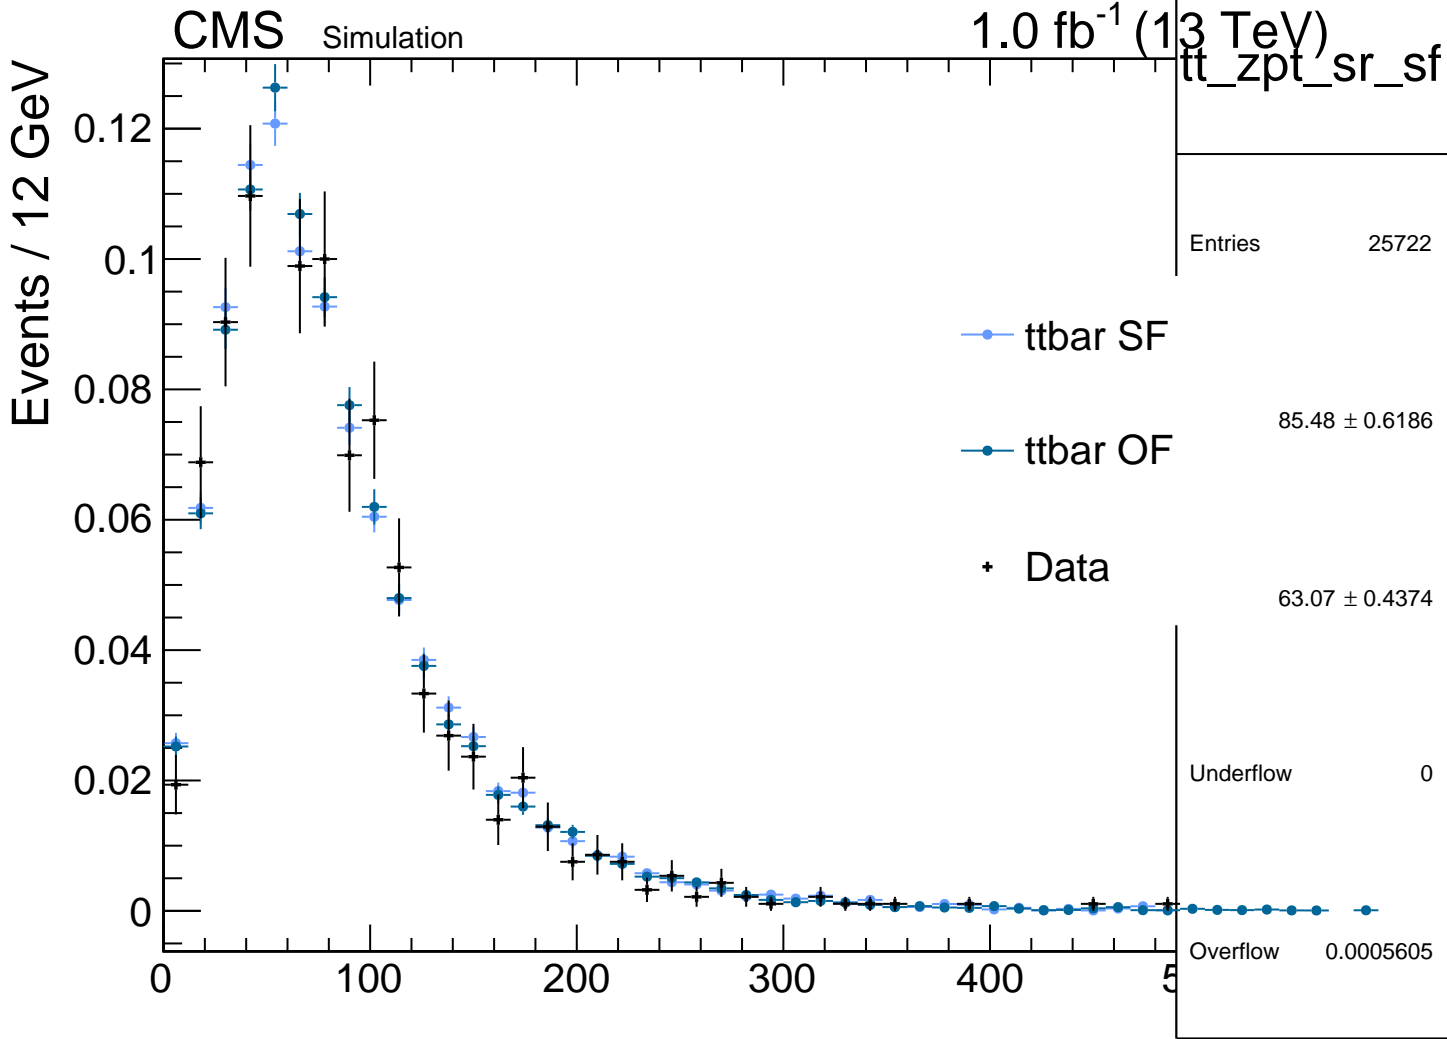 CMS Simulation 1.0 fb-1 (13 TeV)
tt_zpt_sr_sf
Events / 12 GeV
0.12
0.1
0.08
0.06
0.04
0.02
0
Entries 25722
ttbar SF
85.48 ± 0.6186
ttbar OF
Data
63.07 ± 0.4374
Underflow 0
Overflow 0.0005605
0 100 200 300 400 5